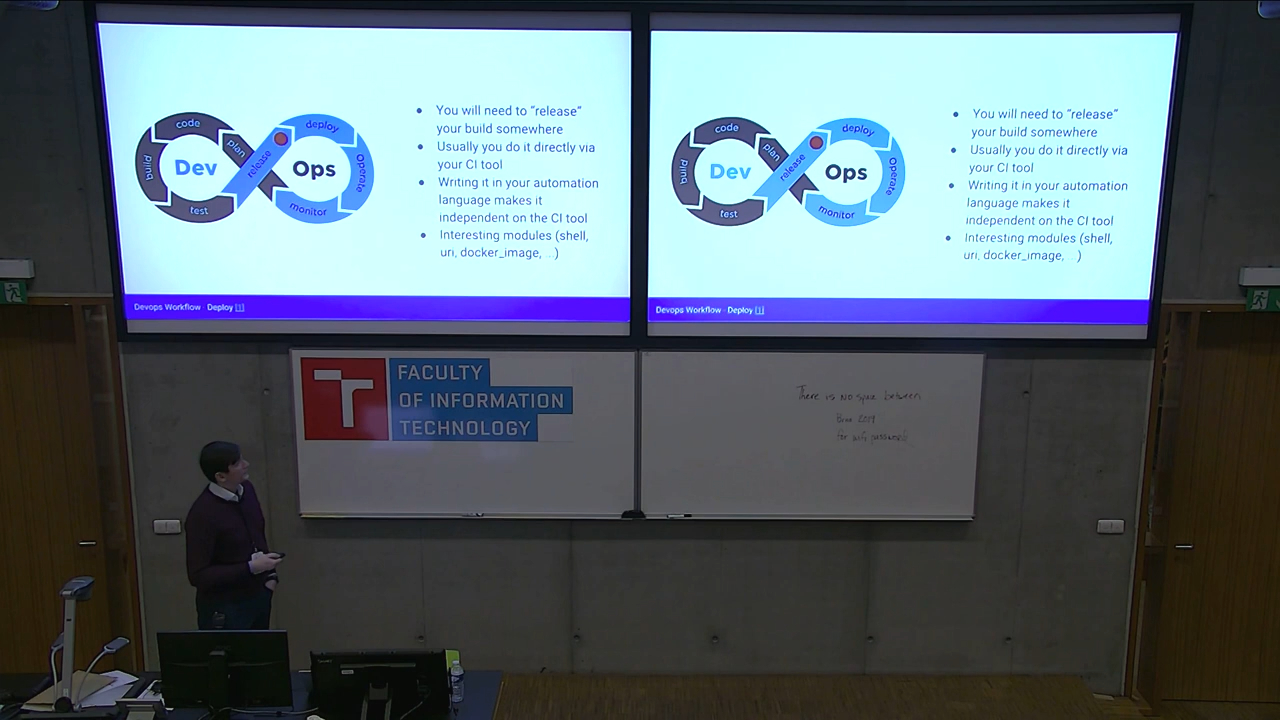 code
build
plan
Dev
test
release
deploy
operate
Ops
monitor
You will need to “release”
your build somewhere
Usually you do it directly via
your CI tool
Writing it in your automation
language makes it
independent on the CI tool
Interesting modules (shell,
uri, docker_image, ...)
Devops Workflow - Deploy [1]
code
build
plan
Dev
test
release
deploy
operate
Ops
monitor
You will need to “release”
your build somewhere
Usually you do it directly via
your CI tool
Writing it in your automation
language makes it
independent on the CI tool
Interesting modules (shell,
uri, docker_image, ...)
Devops Workflow - Deploy [1]
T
FACULTY
OF INFORMATION
TECHNOLOGY
There is NO space between
2019
for wifi password